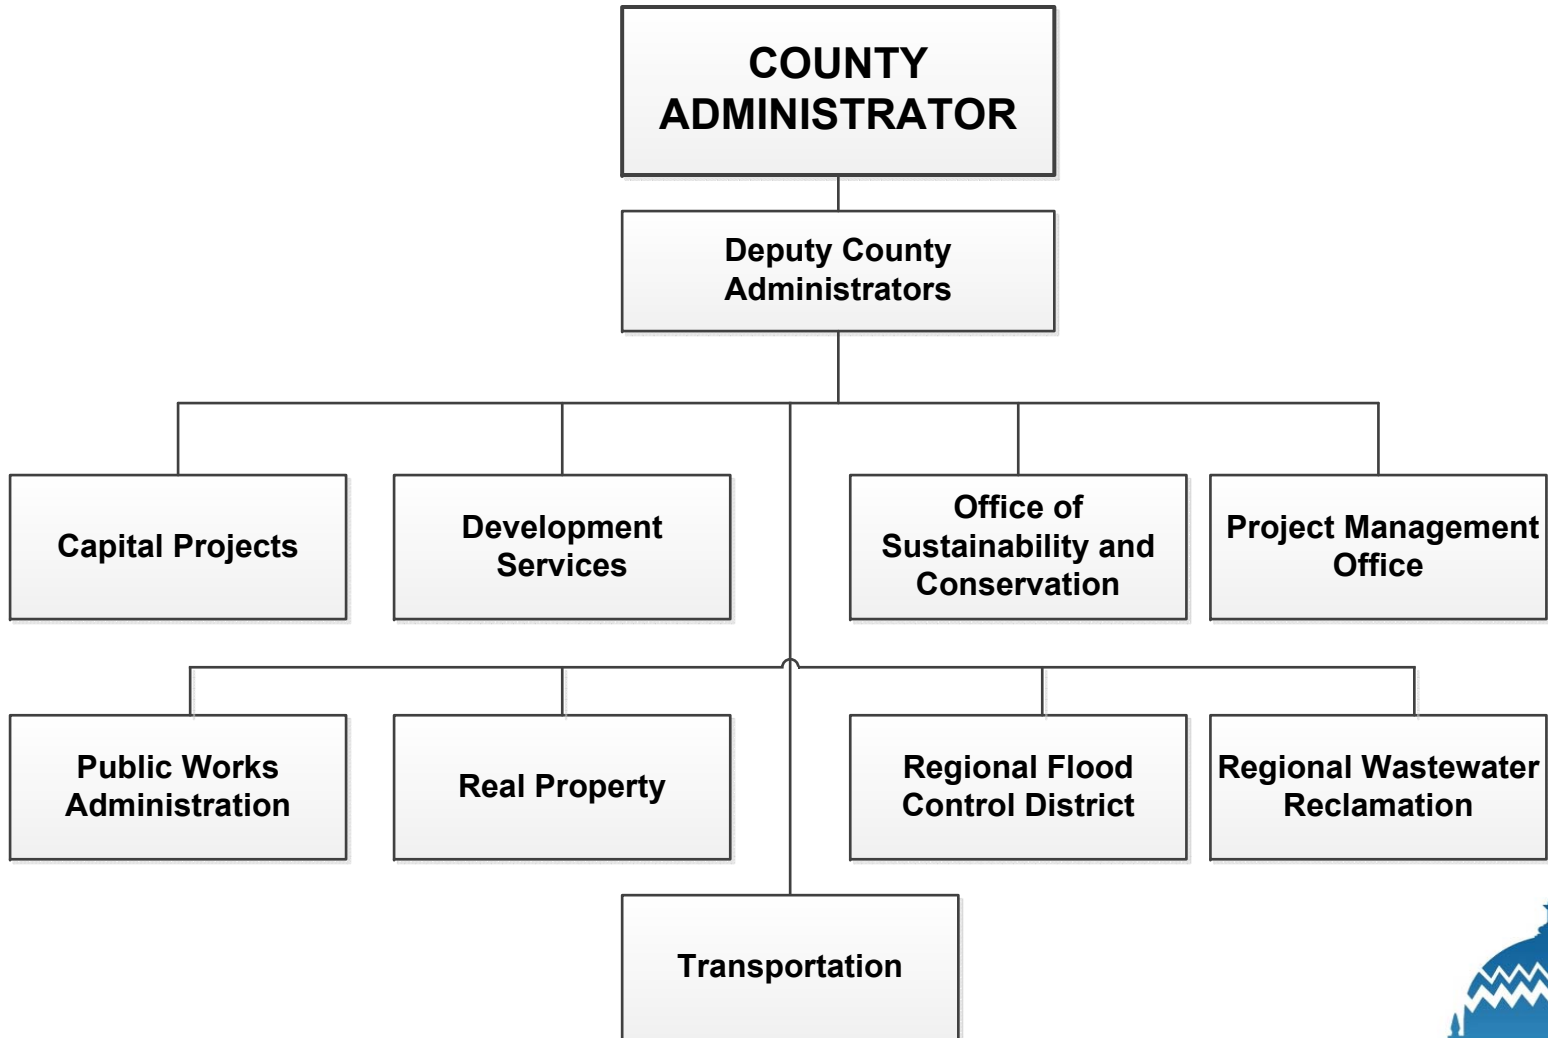 COUNTY
ADMINISTRATOR
Deputy County
Administrators
Capital Projects
Development
Services
Office of
Sustainability and
Conservation
Project Management
Office
Public Works
Administration
Real Property
Regional Flood
Control District
Regional Wastewater
Reclamation
Transportation